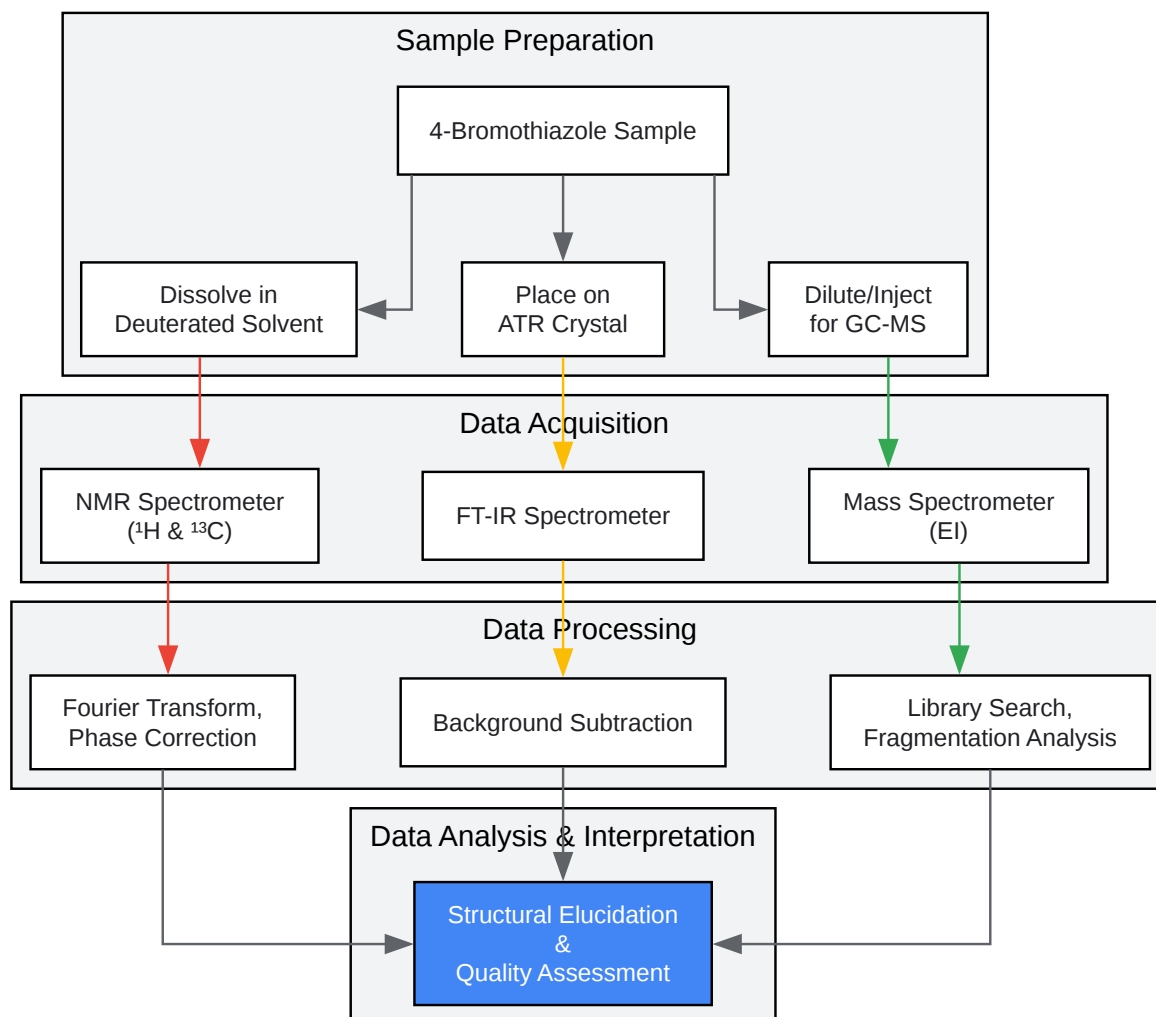 Sample Preparation
4-Bromothiazole Sample
Dissolve in
Deuterated Solvent
Place on
ATR Crystal
Dilute/Inject
for GC-MS
Data Acquisition
NMR Spectrometer
(¹H & ¹³C)
FT-IR Spectrometer
Mass Spectrometer
(EI)
Data Processing
Fourier Transform,
Phase Correction
Background Subtraction
Library Search,
Fragmentation Analysis
Data Analysis & Interpretation
Structural Elucidation
&
Quality Assessment